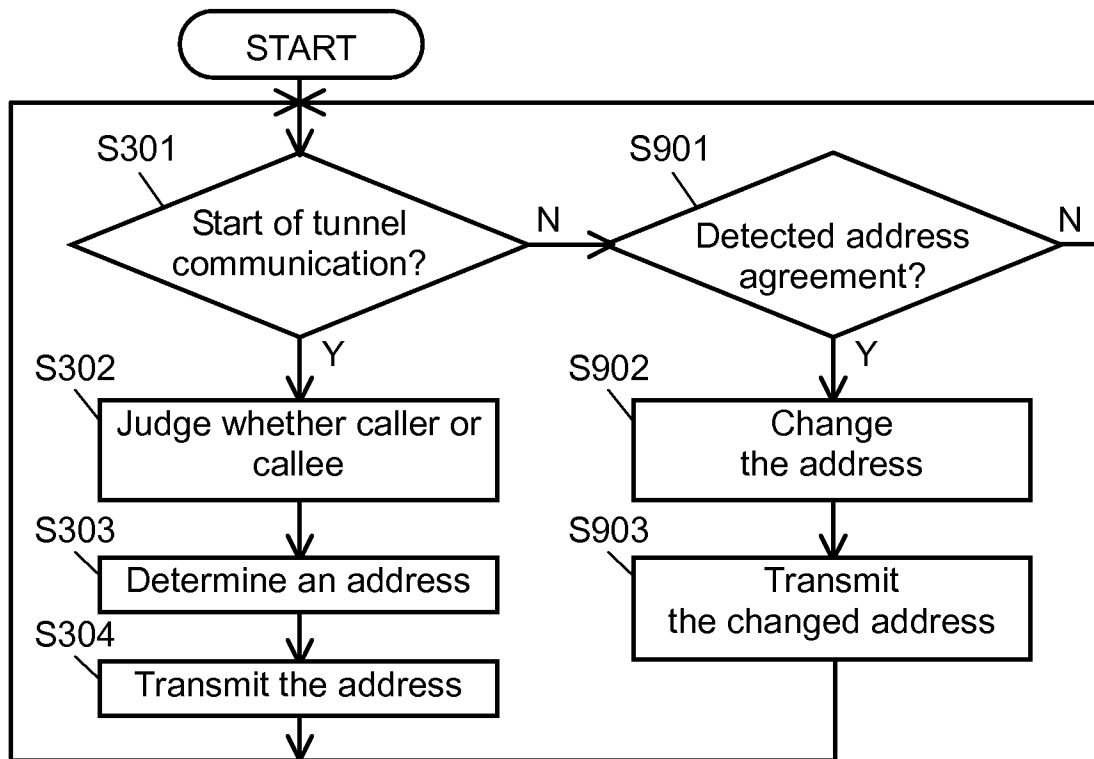 START
S301
Start of tunnel
communication?
N
Y
S901
Detected address
agreement?
N
Y
S302
Judge whether caller or
callee
S902
Change
the address
S303
Determine an address
S903
Transmit
the changed address
S304
Transmit the address